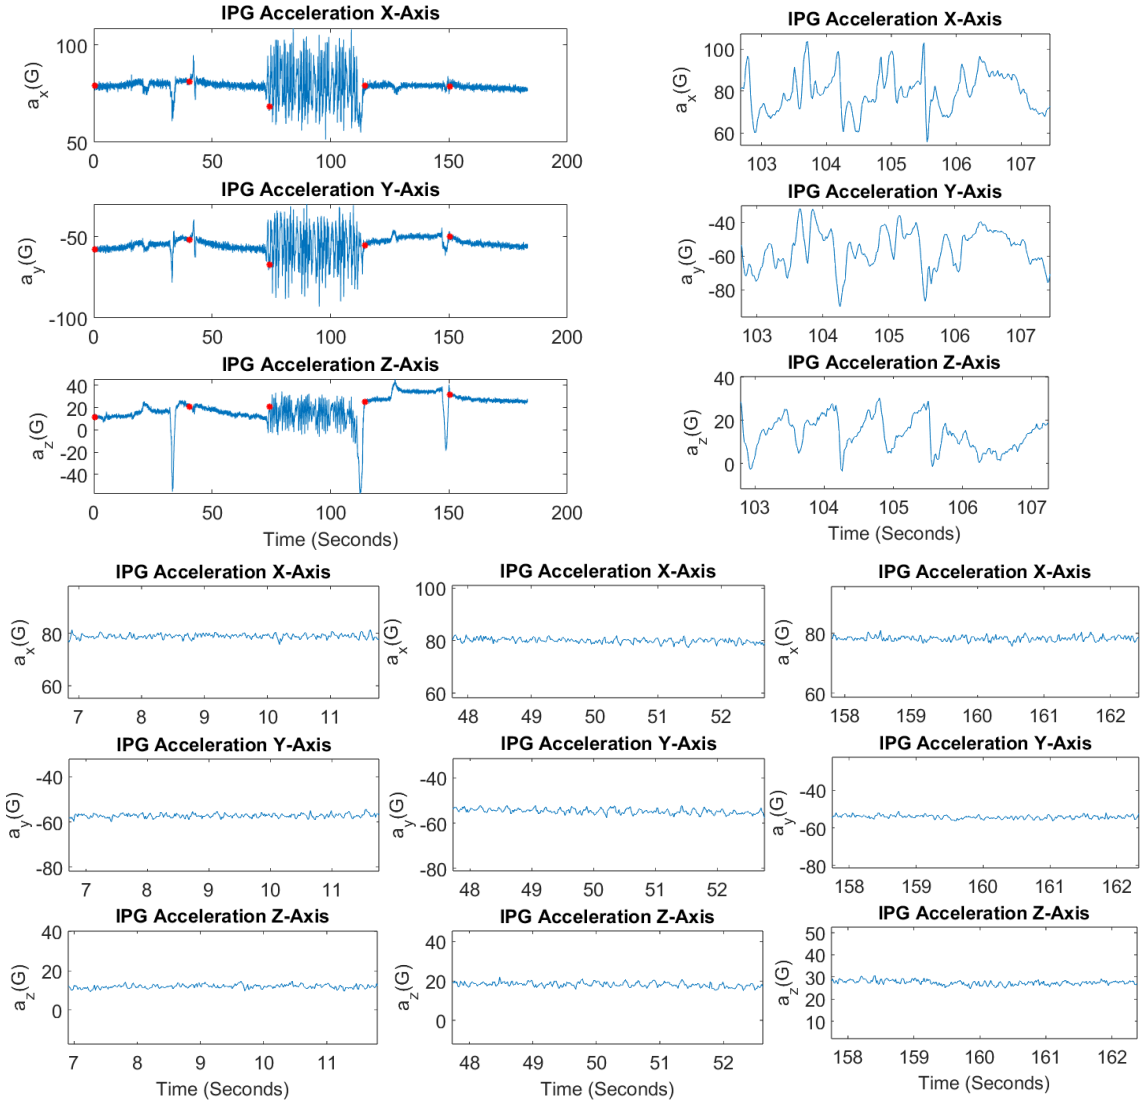 IPG Acceleration X-Axis
100
50
a_x(G)
0 50 100 150 200
IPG Acceleration Y-Axis
-50
-100
a_y(G)
0 50 100 150 200
IPG Acceleration Z-Axis
40
20
0
-20
-40
a_z(G)
0 50 100 150 200
Time (Seconds)
IPG Acceleration X-Axis
100
80
60
a_x(G)
103 104 105 106 107
IPG Acceleration Y-Axis
-40
-60
-80
a_y(G)
103 104 105 106 107
IPG Acceleration Z-Axis
40
20
0
a_z(G)
103 104 105 106 107
Time (Seconds)
IPG Acceleration X-Axis
80
60
a_x(G)
7 8 9 10 11
IPG Acceleration Y-Axis
-40
-60
-80
a_y(G)
7 8 9 10 11
IPG Acceleration Z-Axis
40
20
0
a_z(G)
7 8 9 10 11
Time (Seconds)
IPG Acceleration X-Axis
100
80
60
a_x(G)
48 49 50 51 52
IPG Acceleration Y-Axis
-40
-60
-80
a_y(G)
48 49 50 51 52
IPG Acceleration Z-Axis
40
20
0
a_z(G)
48 49 50 51 52
Time (Seconds)
IPG Acceleration X-Axis
80
60
a_x(G)
158 159 160 161 162
IPG Acceleration Y-Axis
-40
-60
-80
a_y(G)
158 159 160 161 162
IPG Acceleration Z-Axis
50
40
30
20
10
a_z(G)
158 159 160 161 162
Time (Seconds)